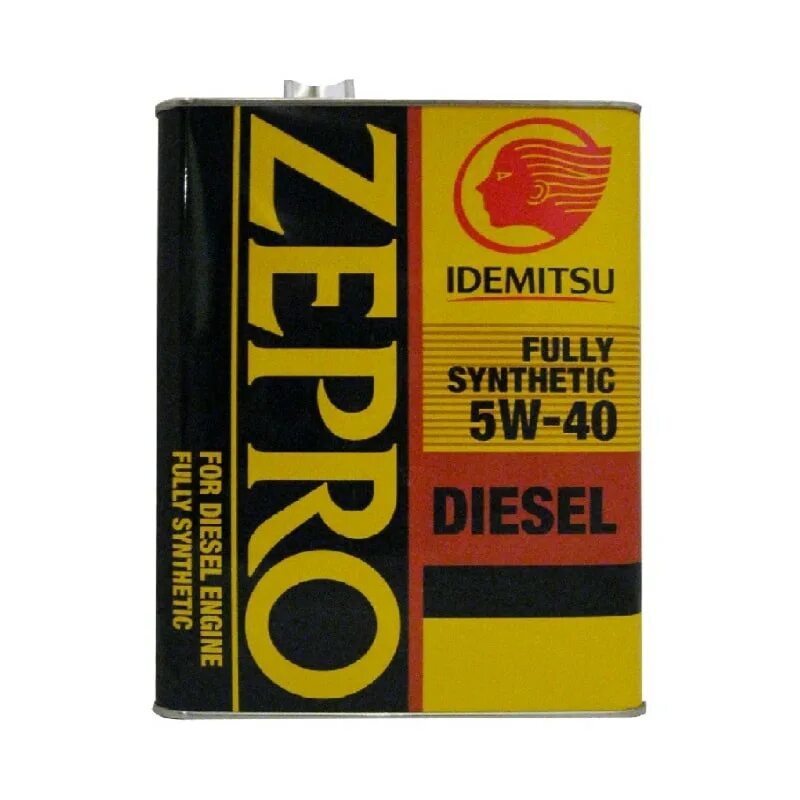 ZEPRO
FOR DIESEL ENGINE
FULLY SYNTHETIC
IDEMITSU
FULLY
SYNTHETIC
5W-40
DIESEL